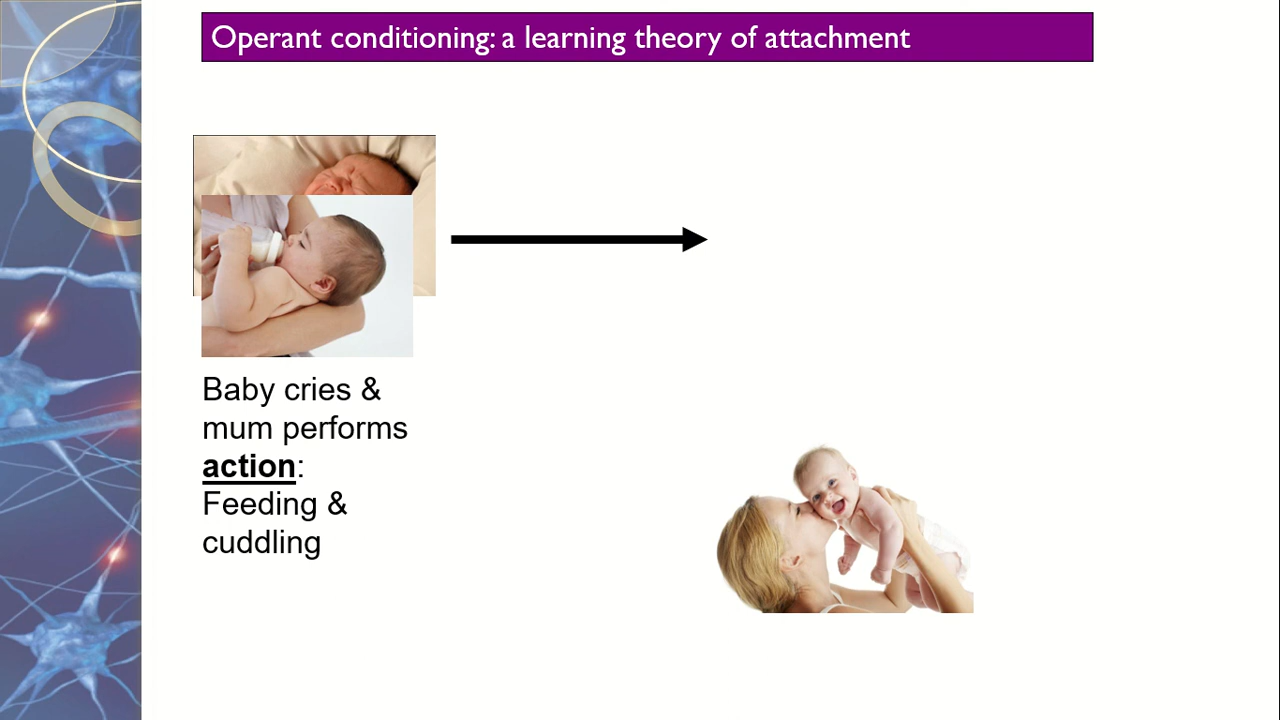 Operant conditioning: a learning theory of attachment
Baby cries &
mum performs
action:
Feeding &
cuddling